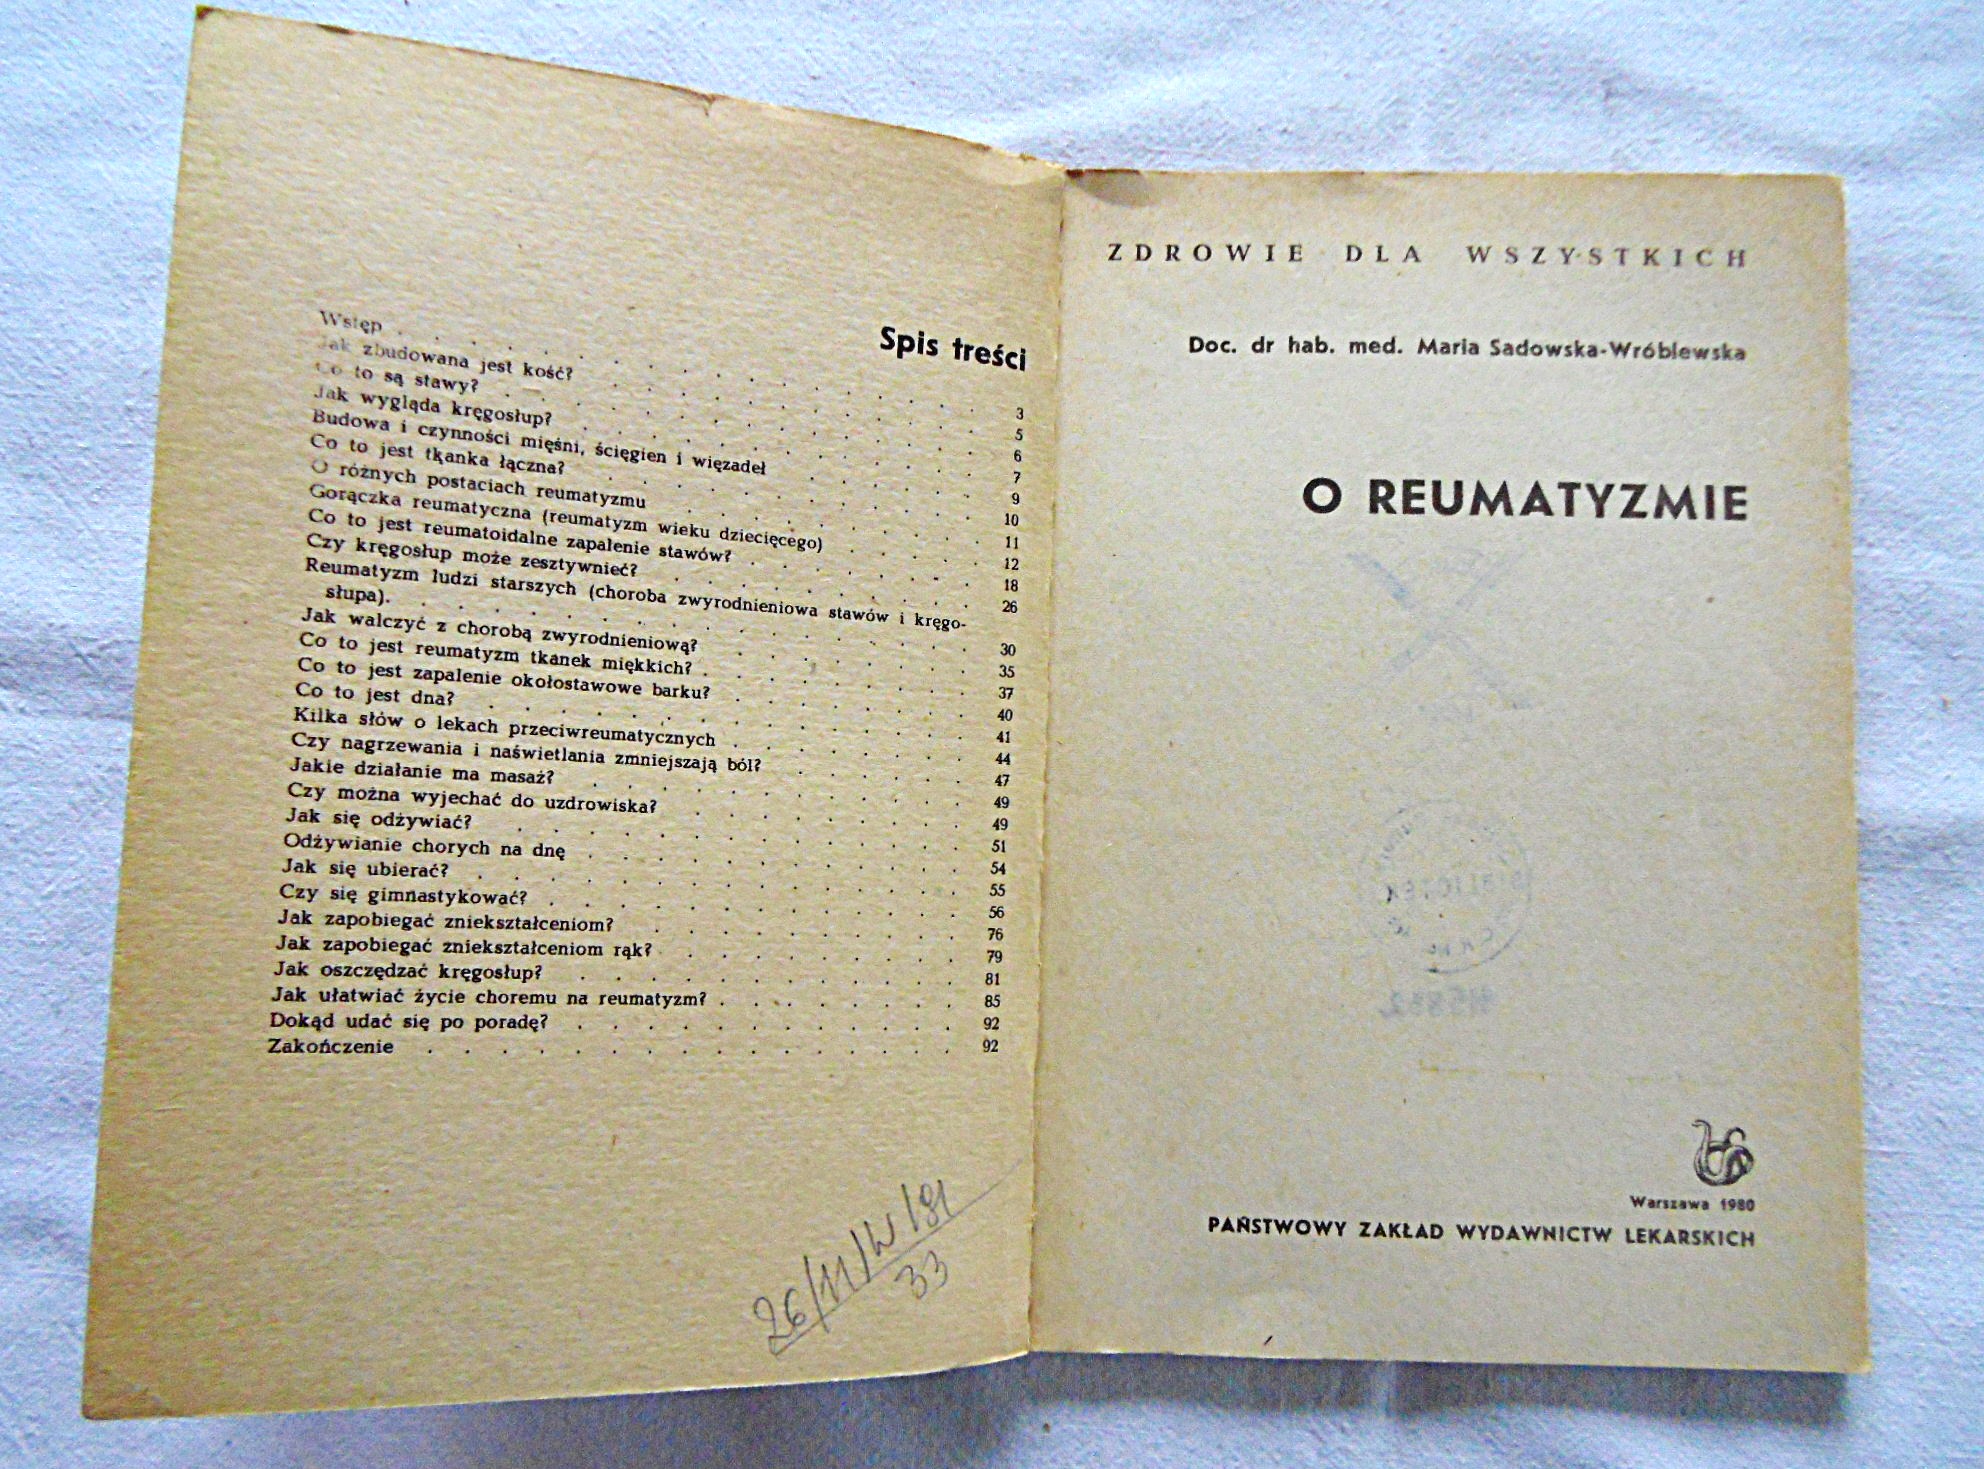 Spis treści
Wstęp . . . . . . . . . . . . . . . 3
Jak zbudowana jest kość? . . . . . . . . . . 5
Co to są stawy? . . . . . . . . . . . . 6
Jak wygląda kręgosłup? . . . . . . . . . . 7
Budowa i czynności mięśni, ścięgien i więzadeł . . . . . 9
Co to jest tkanka łączna? . . . . . . . . . . 10
O różnych postaciach reumatyzmu . . . . . . . . 11
Gorączka reumatyczna (reumatyzm wieku dziecięcego) . . . . 12
Co to jest reumatoidalne zapalenie stawów? . . . . . . 18
Czy kręgosłup może zesztywnieć? . . . . . . . . 26
Reumatyzm ludzi starszych (choroba zwyrodnieniowa stawów i kręgo-
słupa). . . . . . . . . . . . . . . . 30
Jak walczyć z chorobą zwyrodnieniową? . . . . . . . 35
Co to jest reumatyzm tkanek miękkich? . . . . . . . 37
Co to jest zapalenie okołostawowe barku? . . . . . . 40
Co to jest dna? . . . . . . . . . . . . 41
Kilka słów o lekach przeciwreumatycznych . . . . . . 44
Czy nagrzewania i naświetlania zmniejszają ból? . . . . . 47
Jakie działanie ma masaż? . . . . . . . . . . 49
Czy można wyjechać do uzdrowiska? . . . . . . . . 49
Jak się odżywiać? . . . . . . . . . . . . 51
Odżywianie chorych na dnę . . . . . . . . . . 54
Jak się ubierać? . . . . . . . . . . . . 55
Czy się gimnastykować? . . . . . . . . . . . 56
Jak zapobiegać zniekształceniom? . . . . . . . . 76
Jak zapobiegać zniekształceniom rąk? . . . . . . . 79
Jak oszczędzać kręgosłup? . . . . . . . . . . 81
Jak ułatwiać życie choremu na reumatyzm? . . . . . . 85
Dokąd udać się po poradę? . . . . . . . . . . 92
Zakończenie . . . . . . . . . . . . . . 92
26/11/W/81
33
ZDROWIE DLA WSZYSTKICH
Doc. dr hab. med. Maria Sadowska-Wróblewska
O REUMATYZMIE
Warszawa 1980
PAŃSTWOWY ZAKŁAD WYDAWNICTW LEKARSKICH